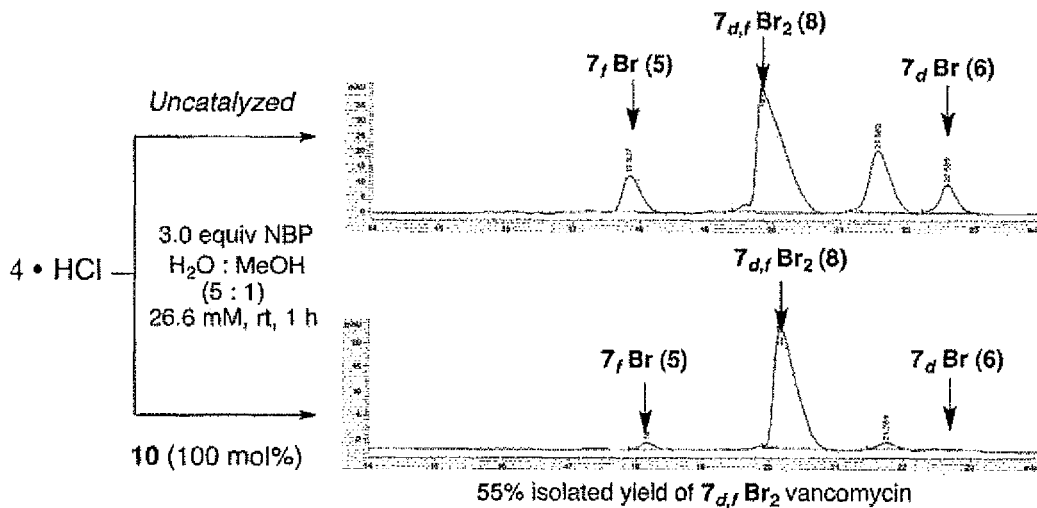 7d,f Br2 (8)
7f Br (5)
7d Br (6)
Uncatalyzed
3.0 equiv NBP
4 • HCl
H2O : MeOH
(5 : 1)
26.6 mM, rt, 1 h
7d,f Br2 (8)
7f Br (5)
7d Br (6)
10 (100 mol%)
55% isolated yield of 7d,f Br2 vancomycin